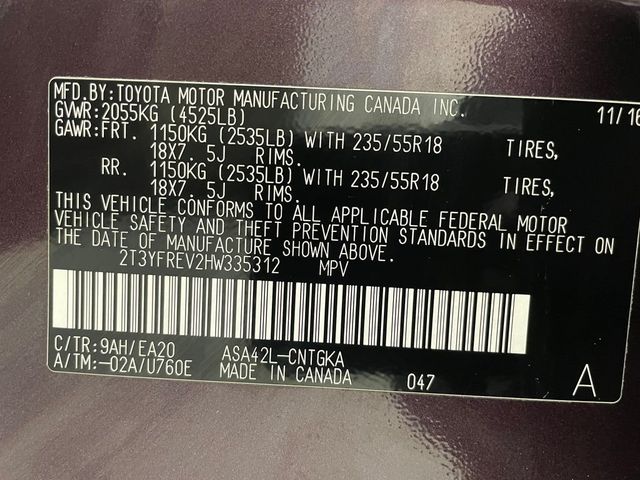 MFD.BY:TOYOTA MOTOR MANUFACTURING CANADA INC. 11/16
GVWR:2055KG (4525LB)
GAWR:FRT. 1150KG (2535LB) WITH 235/55R18 TIRES,
18X7. 5J RIMS.
RR. 1150KG (2535LB) WITH 235/55R18 TIRES,
18X7. 5J RIMS.
THIS VEHICLE CONFORMS TO ALL APPLICABLE FEDERAL MOTOR
VEHICLE SAFETY AND THEFT PREVENTION STANDARDS IN EFFECT ON
THE DATE OF MANUFACTURE SHOWN ABOVE.
2T3YFREV2HW335312 MPV
C/TR:9AH/EA20 ASA42L-CNTGKA
A/TM:-02A/U760E MADE IN CANADA 047 A